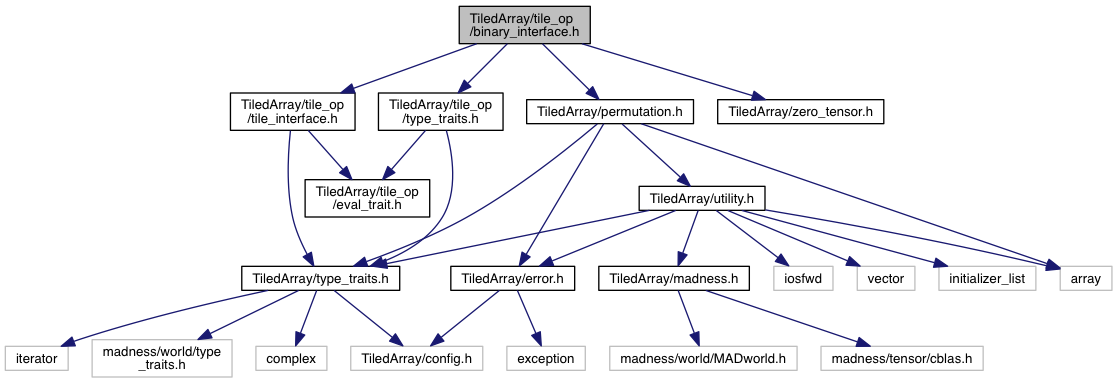 TiledArray/tile_op
/binary_interface.h
TiledArray/tile_op
/tile_interface.h
TiledArray/tile_op
/type_traits.h
TiledArray/permutation.h
TiledArray/zero_tensor.h
TiledArray/tile_op
/eval_trait.h
TiledArray/utility.h
TiledArray/type_traits.h
TiledArray/error.h
TiledArray/madness.h
iosfwd
vector
initializer_list
array
iterator
madness/world/type
_traits.h
complex
TiledArray/config.h
exception
madness/world/MADworld.h
madness/tensor/cblas.h